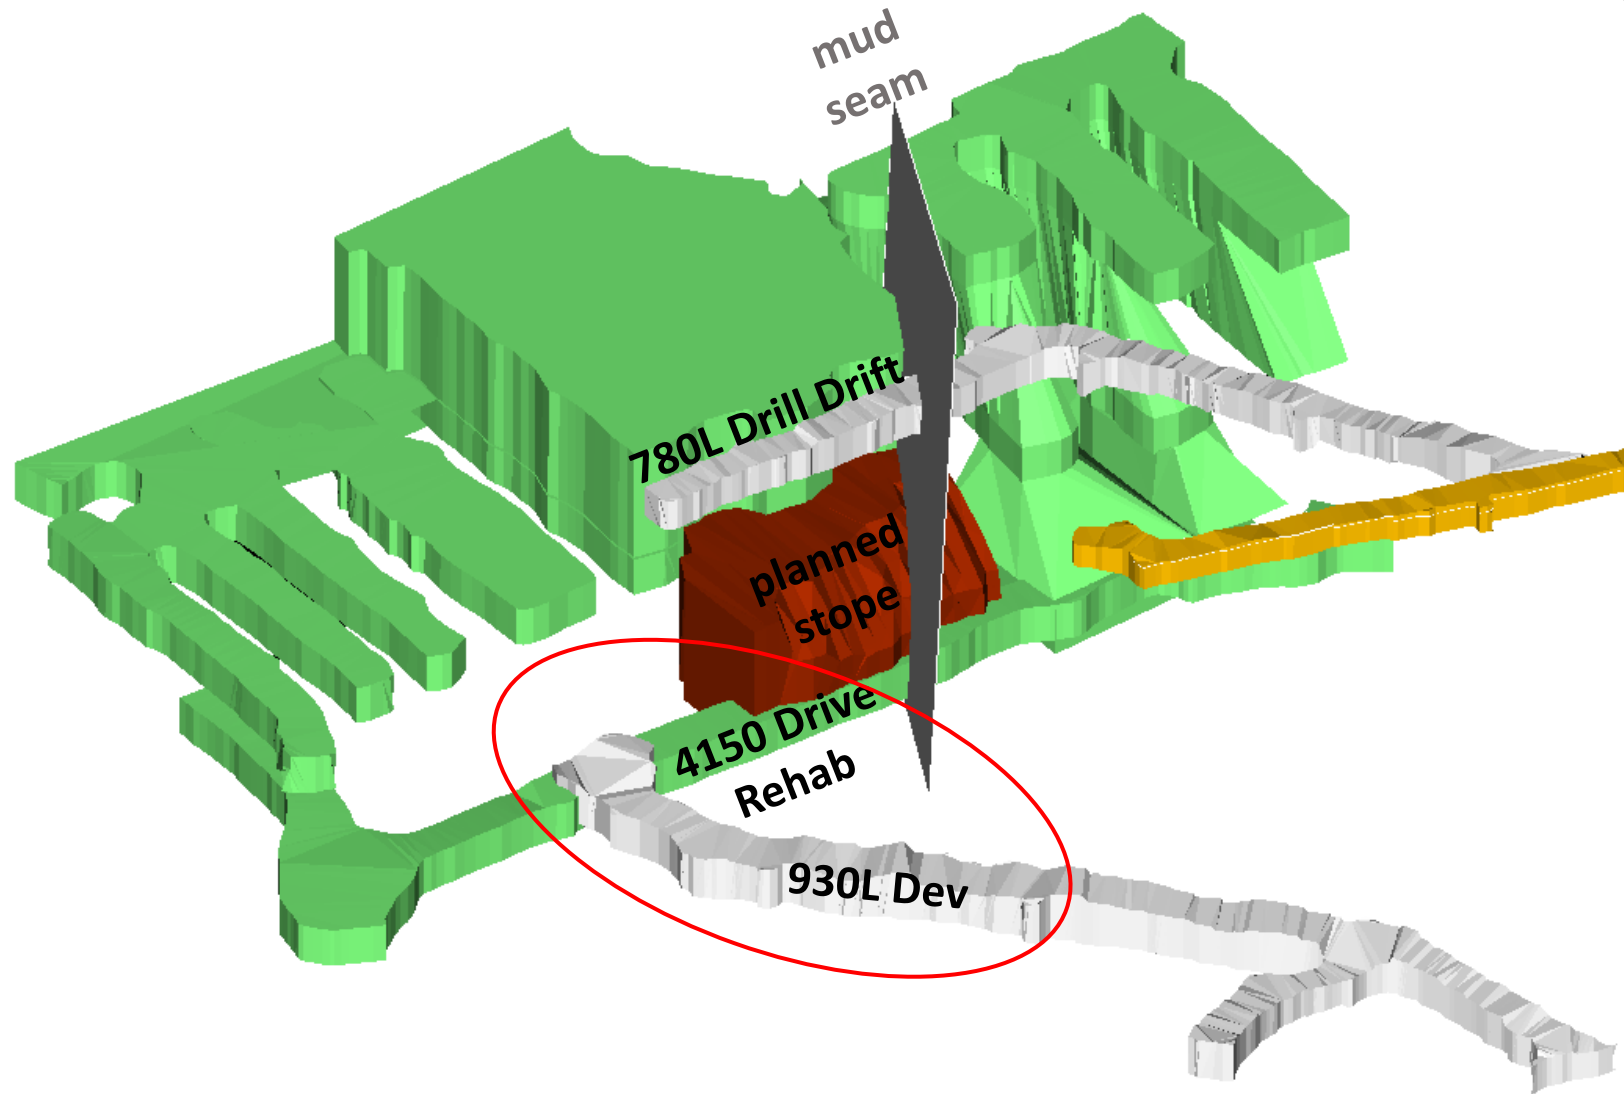 mud
seam
780L Drill Drift
planned
stope
4150 Drive
Rehab
930L Dev